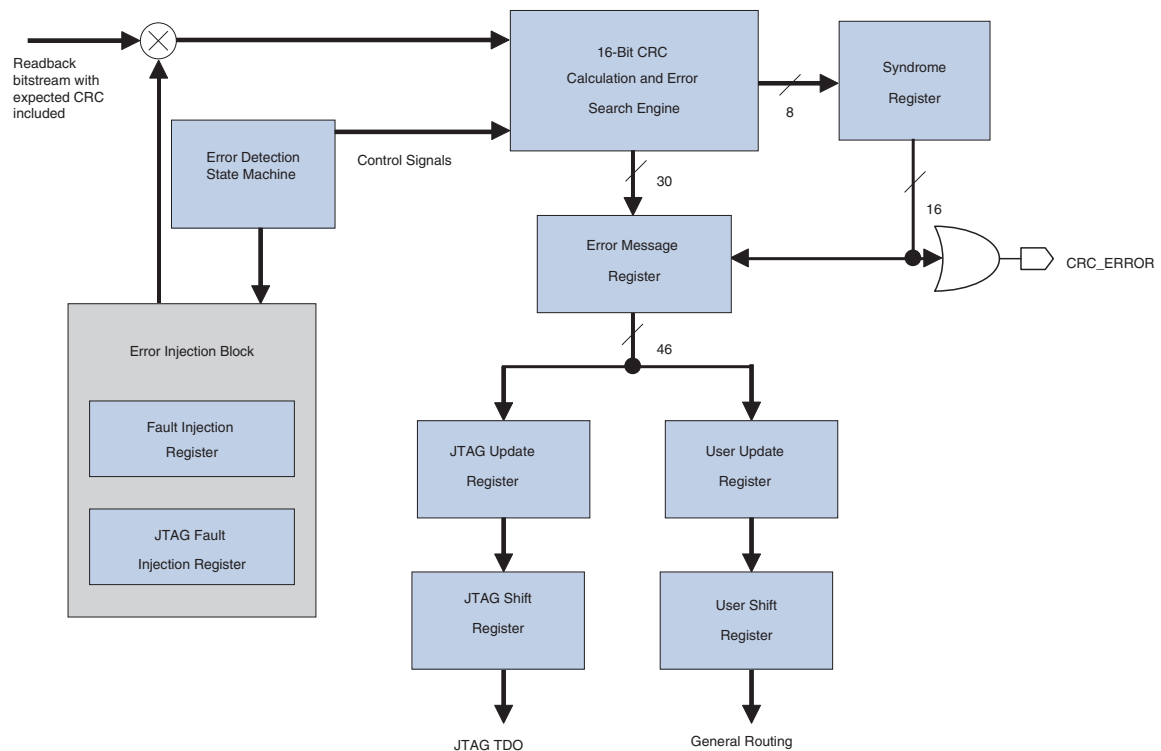 Readback
bitstream with
expected CRC
included
16-Bit CRC
Calculation and Error
Search Engine
8
Syndrome
Register
Error Detection
State Machine
Control Signals
30
16
Error Message
Register
CRC_ERROR
46
Error Injection Block
Fault Injection
Register
JTAG Fault
Injection Register
JTAG Update
Register
User Update
Register
JTAG Shift
Register
User Shift
Register
JTAG TDO
General Routing